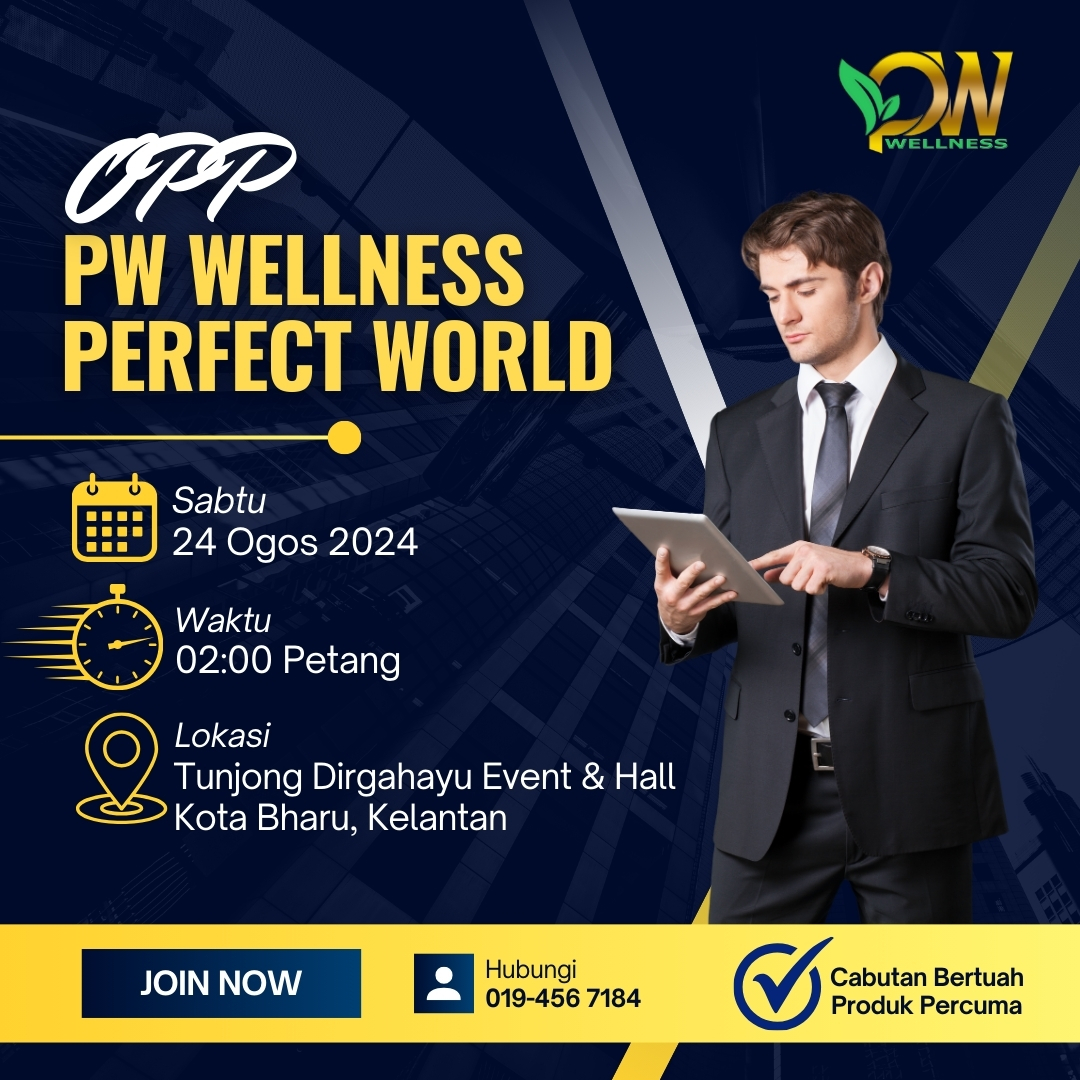 PW
WELLNESS
OPP
PW WELLNESS
PERFECT WORLD
Sabtu
24 Ogos 2024
Waktu
02:00 Petang
Lokasi
Tunjong Dirgahayu Event & Hall
Kota Bharu, Kelantan
JOIN NOW
Hubungi
019-456 7184
Cabutan Bertuah
Produk Percuma